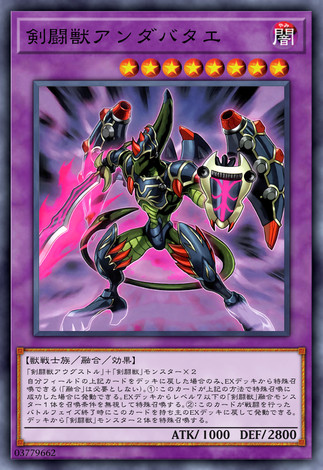 剣闘獣アンダバタエ
やみ
闇
【獣戦士族/融合/効果】
「剣闘獣アウグストル」+「剣闘獣」モンスター×2
自分フィールドの上記カードをデッキに戻した場合のみ、EXデッキから特殊召喚
できる(「融合」は必要としない)。①:このカードが上記の方法で特殊召喚に
成功した場合に発動できる。EXデッキからレベル7以下の「剣闘獣」融合モンス
ター1体を召喚条件を無視して特殊召喚する。②:このカードが戦闘を行った
バトルフェイズ終了時にこのカードを持ち主のEXデッキに戻して発動できる。
デッキから「剣闘獣」モンスター2体を特殊召喚する。
ATK/1000 DEF/2800
03779662